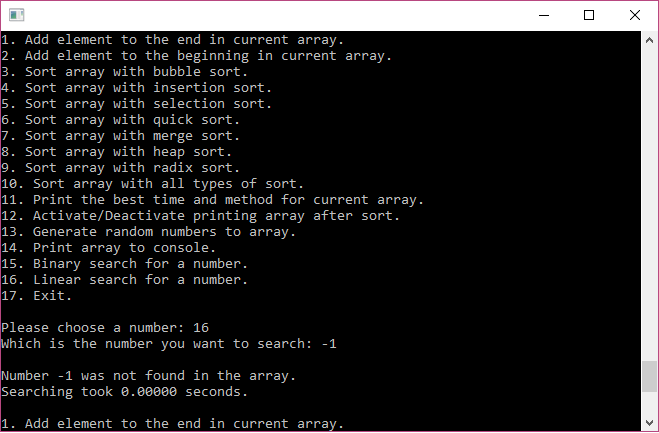 1. Add element to the end in current array.
2. Add element to the beginning in current array.
3. Sort array with bubble sort.
4. Sort array with insertion sort.
5. Sort array with selection sort.
6. Sort array with quick sort.
7. Sort array with merge sort.
8. Sort array with heap sort.
9. Sort array with radix sort.
10. Sort array with all types of sort.
11. Print the best time and method for current array.
12. Activate/Deactivate printing array after sort.
13. Generate random numbers to array.
14. Print array to console.
15. Binary search for a number.
16. Linear search for a number.
17. Exit.
Please choose a number: 16
Which is the number you want to search: -1
Number -1 was not found in the array.
Searching took 0.00000 seconds.
1. Add element to the end in current array.